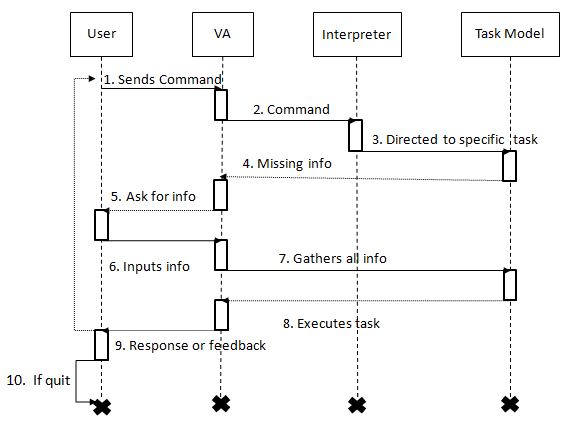 User
VA
Interpreter
Task Model
1. Sends Command
2. Command
3. Directed to specific task
4. Missing info
5. Ask for info
6. Inputs info
7. Gathers all info
8. Executes task
9. Response or feedback
10. If quit